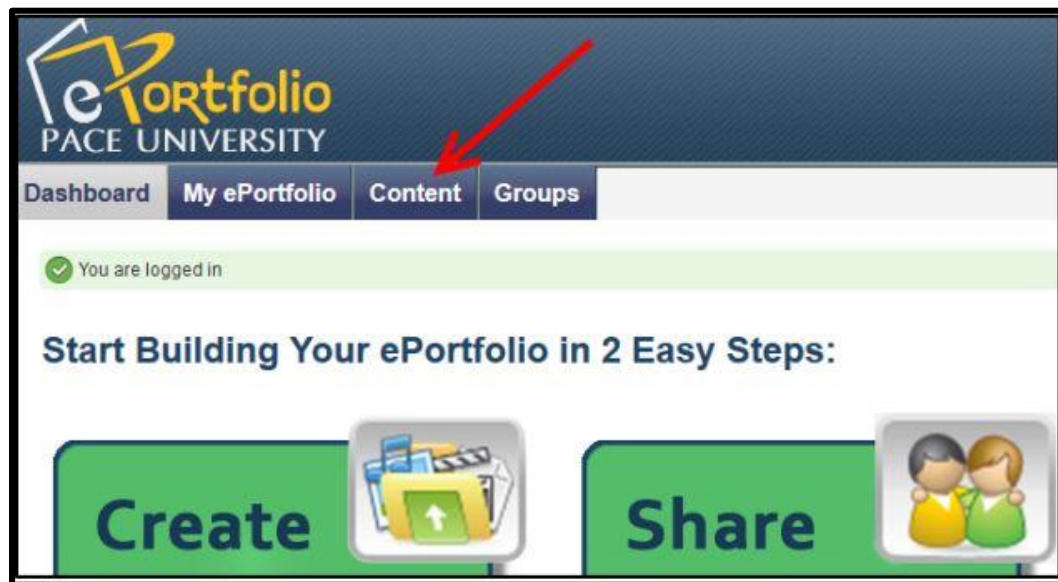 ePortfolio
PACE UNIVERSITY
Dashboard My ePortfolio Content Groups
You are logged in
Start Building Your ePortfolio in 2 Easy Steps:
Create Share